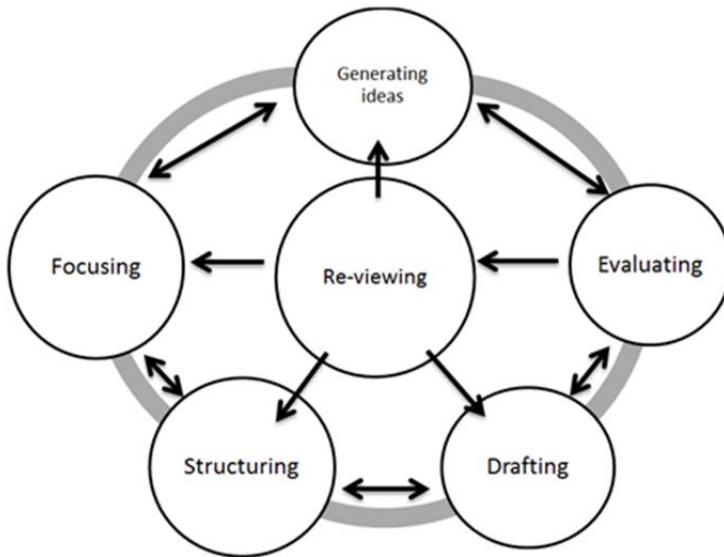 Generating
ideas
Focusing
Re-viewing
Evaluating
Structuring
Drafting